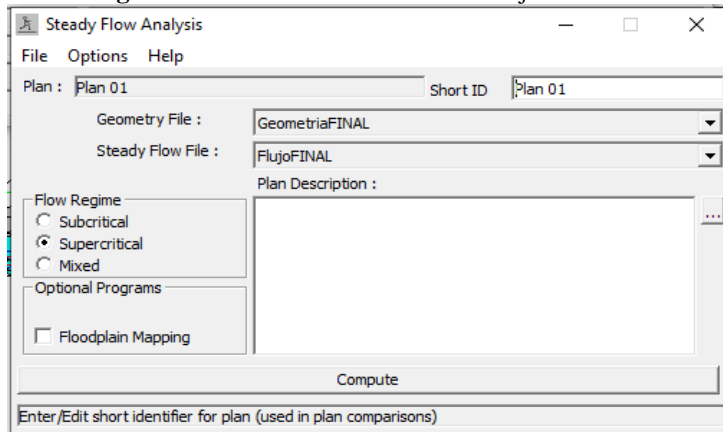 Steady Flow Analysis
File Options Help
Plan : Plan 01 Short ID Plan 01
Geometry File : GeometriaFINAL
Steady Flow File : FlujoFINAL
Plan Description :
Flow Regime
Subcritical
Supercritical
Mixed
...
Optional Programs
Floodplain Mapping
Compute
Enter/Edit short identifier for plan (used in plan comparisons)